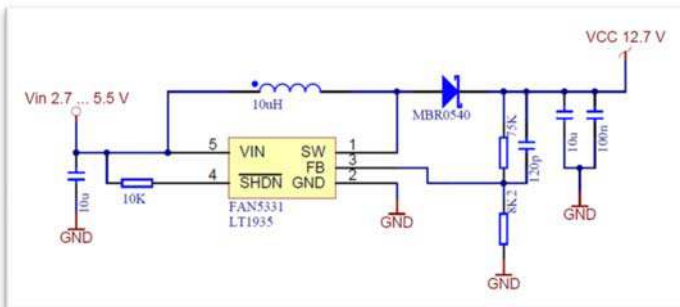 VCC 12.7 V
Vin 2.7 ... 5.5 V
10uH
MBR0540
75K
120p
10u
100n
5 VIN SW 1
FB 3
4 SHDN GND 2
10u
10K
FAN5331
LT1935
8K2
GND
GND
GND
GND